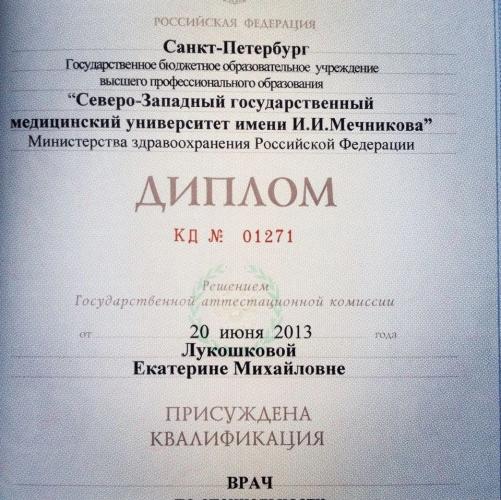 РОССИЙСКАЯ ФЕДЕРАЦИЯ
Санкт-Петербург
Государственное бюджетное образовательное учреждение
высшего профессионального образования
“Северо-Западный государственный
медицинский университет имени И.И.Мечникова”
Министерства здравоохранения Российской Федерации
ДИПЛОМ
КД № 01271
Решением
Государственной аттестационной комиссии
от 20 июня 2013 года
Лукошковой
Екатерине Михайловне
ПРИСУЖДЕНА
КВАЛИФИКАЦИЯ
ВРАЧ
по специальности